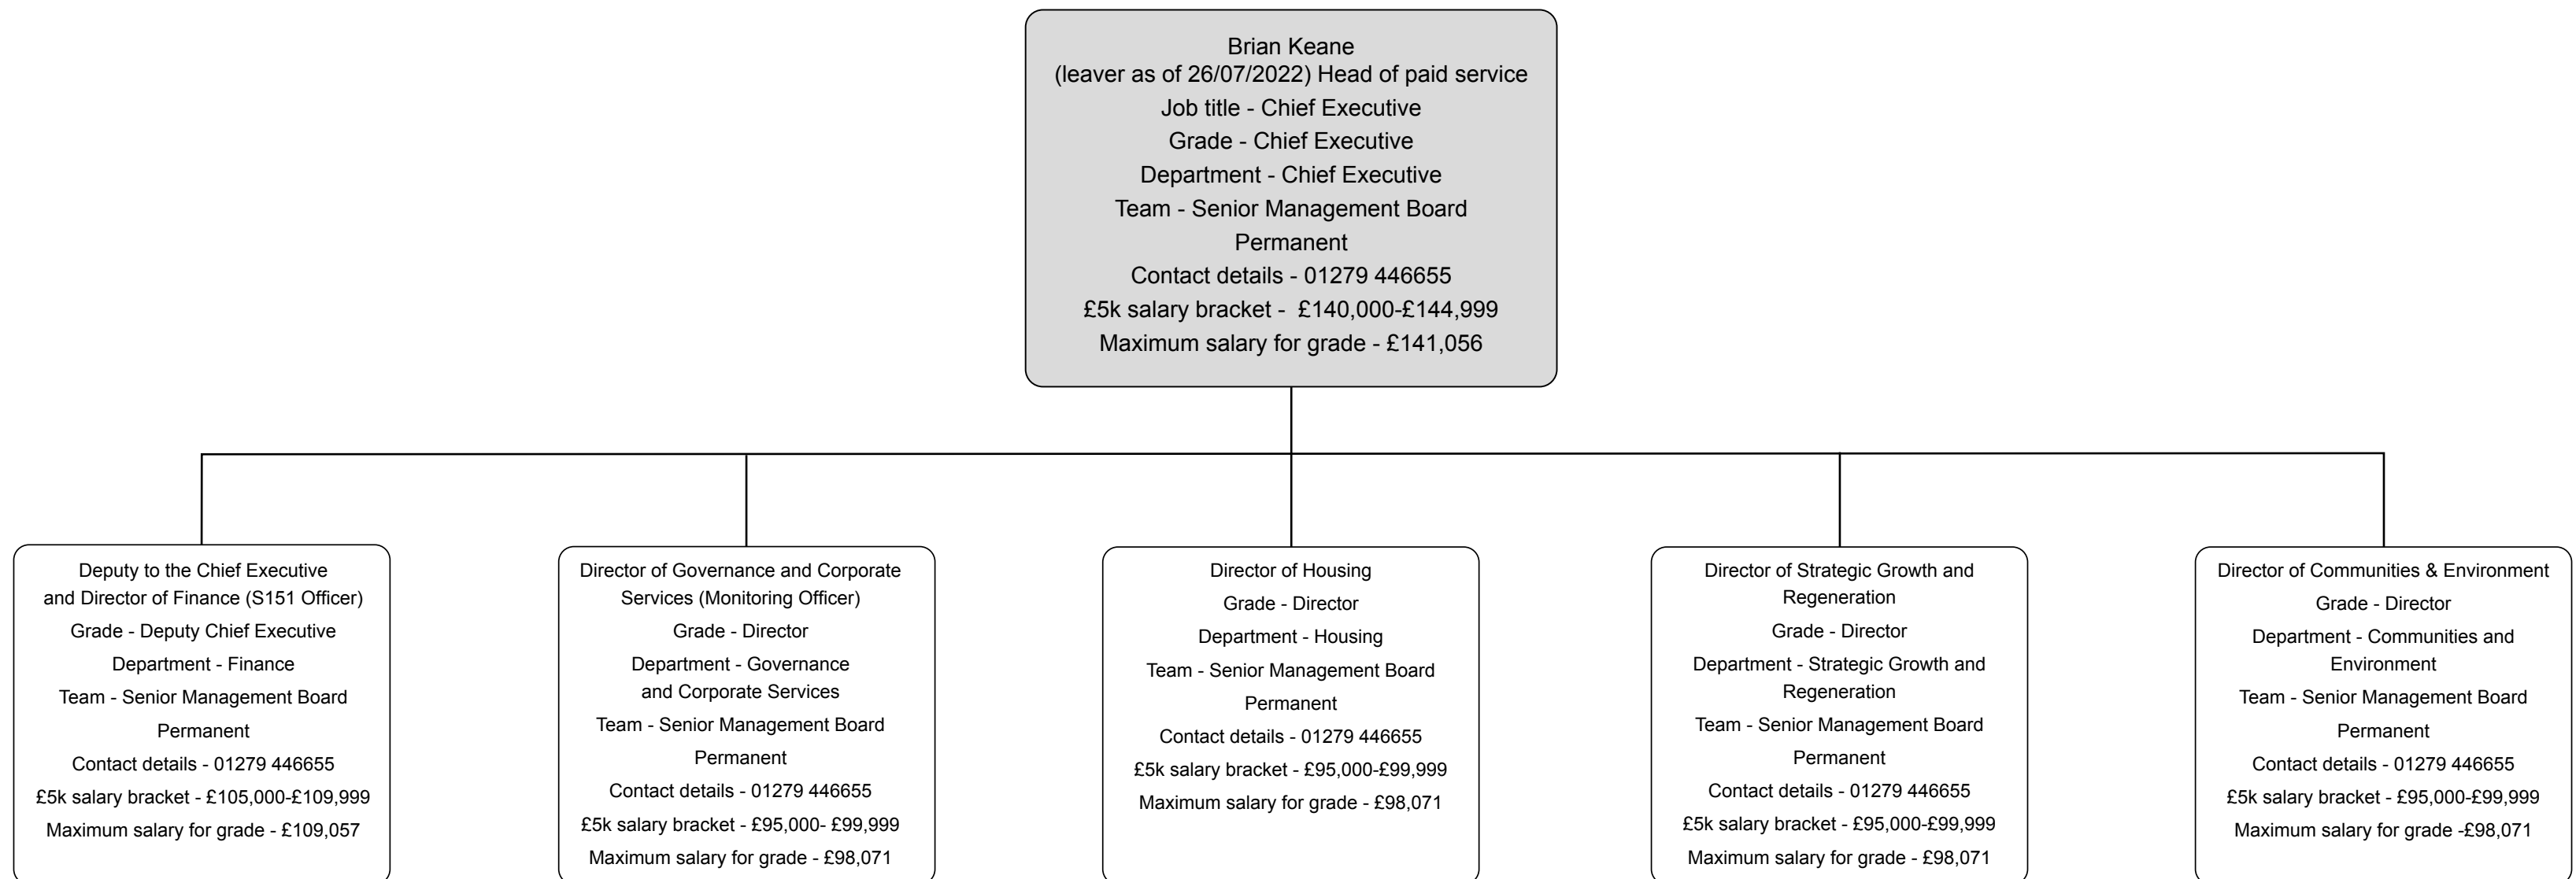 Brian Keane
(leaver as of 26/07/2022) Head of paid service
Job title - Chief Executive
Grade - Chief Executive
Department - Chief Executive
Team - Senior Management Board
Permanent
Contact details - 01279 446655
£5k salary bracket -  £140,000-£144,999
Maximum salary for grade - £141,056
Deputy to the Chief Executive
and Director of Finance (S151 Officer)
Grade - Deputy Chief Executive
Department - Finance
Team - Senior Management Board
Permanent
Contact details - 01279 446655
£5k salary bracket - £105,000-£109,999
Maximum salary for grade - £109,057
Director of Governance and Corporate
Services (Monitoring Officer)
Grade - Director
Department - Governance
and Corporate Services
Team - Senior Management Board
Permanent
Contact details - 01279 446655
£5k salary bracket - £95,000- £99,999
Maximum salary for grade - £98,071
Director of Housing
Grade - Director
Department - Housing
Team - Senior Management Board
Permanent
Contact details - 01279 446655
£5k salary bracket - £95,000-£99,999
Maximum salary for grade - £98,071
Director of Strategic Growth and
Regeneration
Grade - Director
Department - Strategic Growth and
Regeneration
Team - Senior Management Board
Permanent
Contact details - 01279 446655
£5k salary bracket - £95,000-£99,999
Maximum salary for grade - £98,071
Director of Communities & Environment
Grade - Director
Department - Communities and
Environment
Team - Senior Management Board
Permanent
Contact details - 01279 446655
£5k salary bracket - £95,000-£99,999
Maximum salary for grade -£98,071